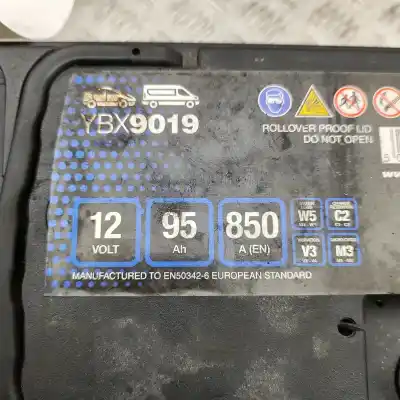 YBX9019
ROLLOVER PROOF LID
DO NOT OPEN
12
VOLT
95
Ah
850
A (EN)
W5
C2
V3
M3
MANUFACTURED TO EN50342-6 EUROPEAN STANDARD